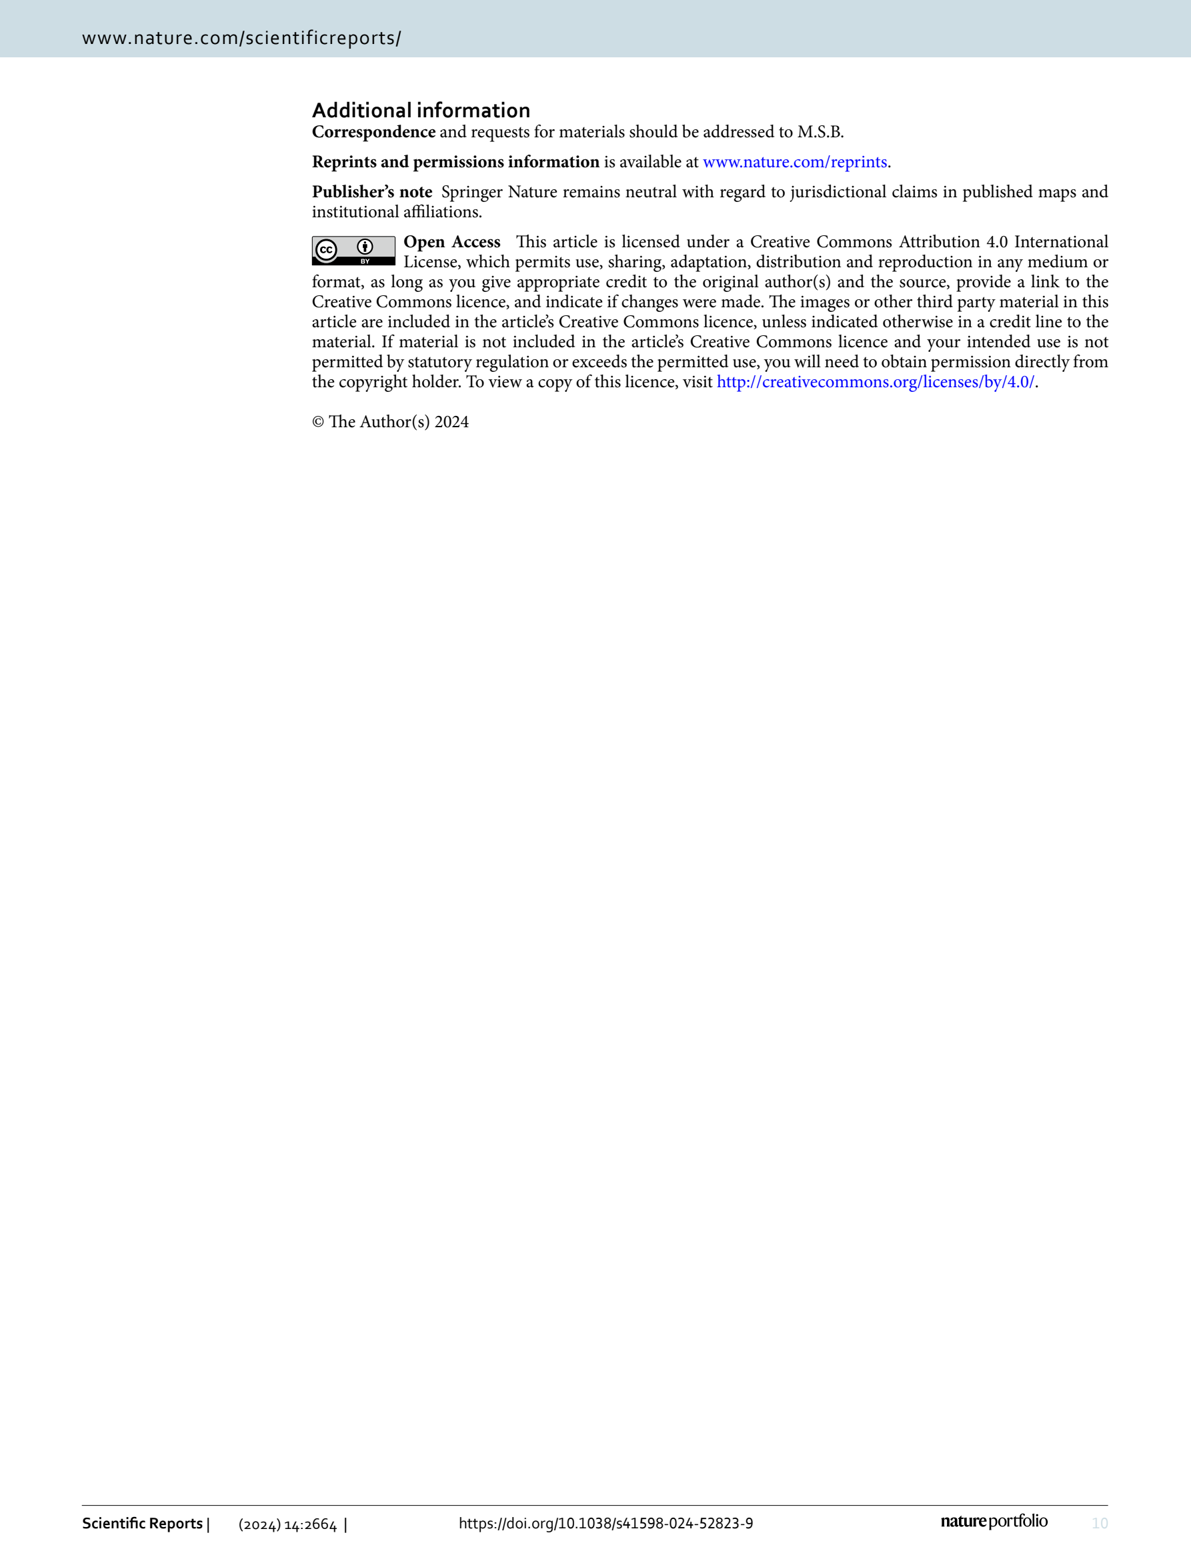 www.nature.com/scientificreports/
Additional information
Correspondence and requests for materials should be addressed to M.S.B.
Reprints and permissions information is available at www.nature.com/reprints.
Publisher’s note Springer Nature remains neutral with regard to jurisdictional claims in published maps and
institutional affiliations.
cc BY Open Access This article is licensed under a Creative Commons Attribution 4.0 International
License, which permits use, sharing, adaptation, distribution and reproduction in any medium or
format, as long as you give appropriate credit to the original author(s) and the source, provide a link to the
Creative Commons licence, and indicate if changes were made. The images or other third party material in this
article are included in the article’s Creative Commons licence, unless indicated otherwise in a credit line to the
material. If material is not included in the article’s Creative Commons licence and your intended use is not
permitted by statutory regulation or exceeds the permitted use, you will need to obtain permission directly from
the copyright holder. To view a copy of this licence, visit http://creativecommons.org/licenses/by/4.0/.
© The Author(s) 2024
Scientific Reports | (2024) 14:2664 | https://doi.org/10.1038/s41598-024-52823-9 natureportfolio 10